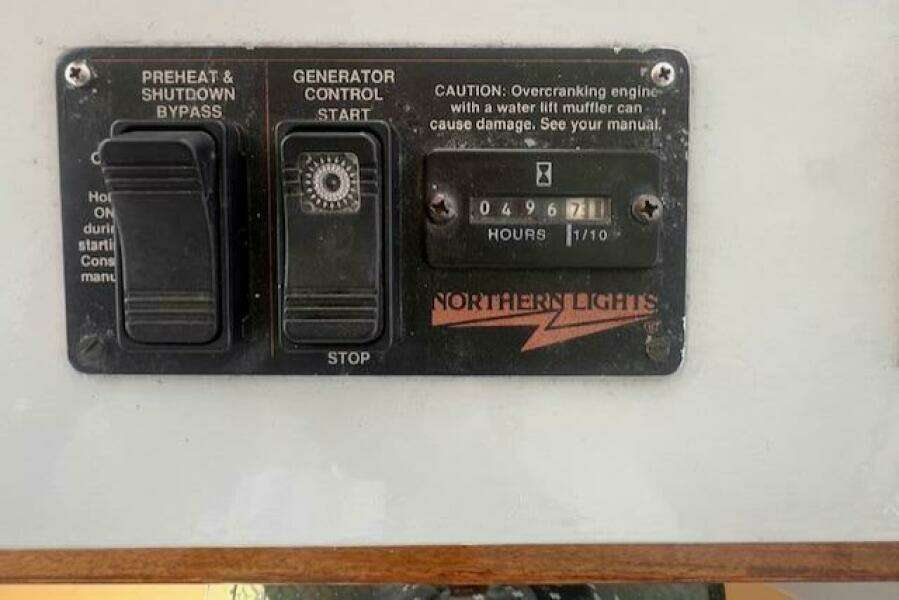 PREHEAT &
SHUTDOWN
BYPASS
GENERATOR
CONTROL
START
STOP
CAUTION: Overcranking engine
with a water lift muffler can
cause damage. See your manual.
0 4 9 6 7
HOURS 1/10
NORTHERN LIGHTS
ON